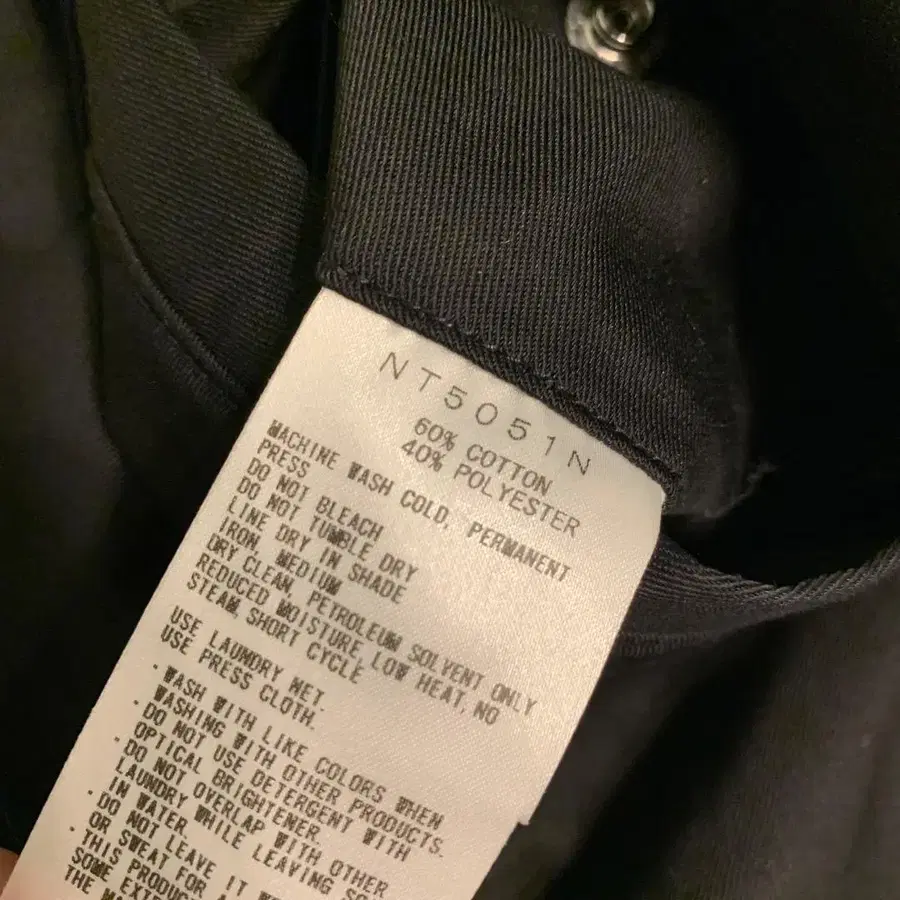 NT5051N
60% COTTON
40% POLYESTER
MACHINE WASH COLD, PERMANENT
PRESS
DO NOT BLEACH
DO NOT TUMBLE DRY
LINE DRY IN SHADE
IRON, MEDIUM
DRY CLEAN, PETROLEUM SOLVENT ONLY
REDUCED MOISTURE LOW HEAT, NO
STEAM SHORT CYCLE
USE LAUNDRY NET.
USE PRESS CLOTH.
· WASH WITH LIKE COLORS WHEN
WASHING WITH OTHER PRODUCTS.
· DO NOT USE DETERGENT WITH
OPTICAL BRIGHTENER.
· DO NOT OVERLAP WITH OTHER
LAUNDRY WHILE LEAVING
IN WATER.
· DO NOT LEAVE IT
OR SWEAT FOR
· THIS PRODUCT
SOME
THE